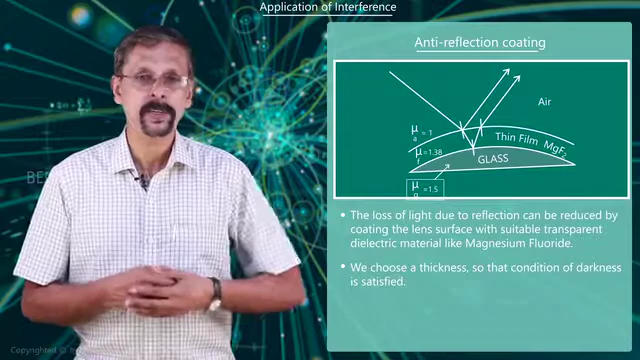 Application of Interference
Anti-reflection coating
Air
μa = 1
Thin Film MgF2
μf =1.38
GLASS
μg =1.5
• The loss of light due to reflection can be reduced by
coating the lens surface with suitable transparent
dielectric material like Magnesium Fluoride.
• We choose a thickness, so that condition of darkness
is satisfied.
Copyrighted ©